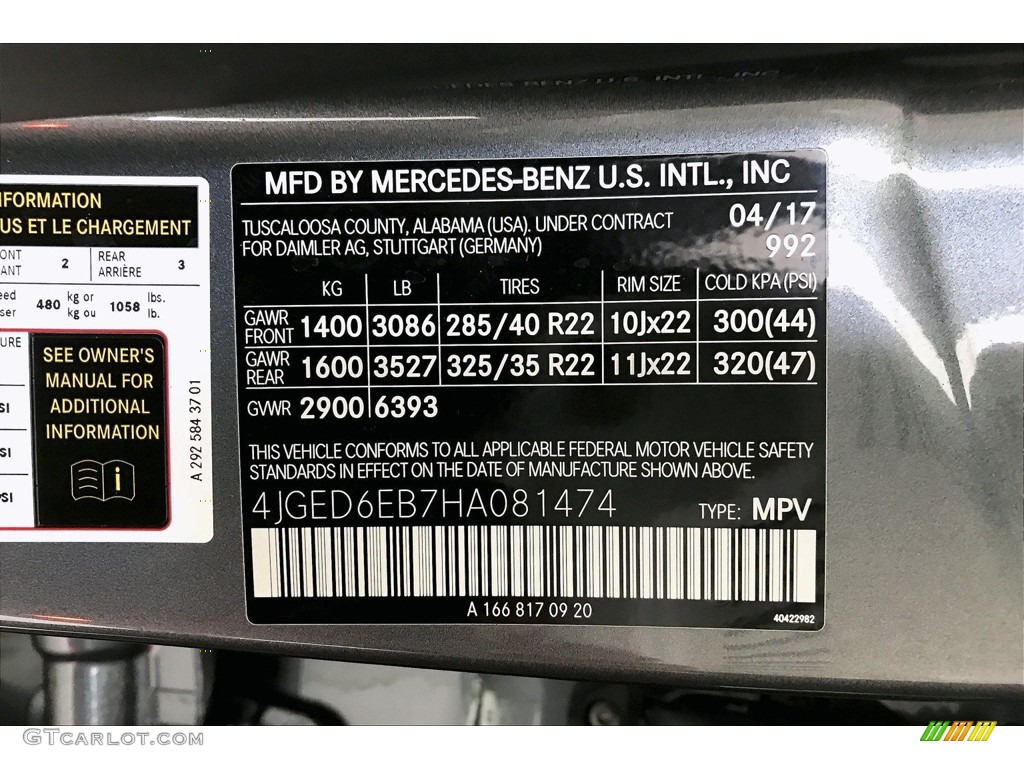 NFORMATION
US ET LE CHARGEMENT
ONT
ANT
2
REAR
ARRIÈRE
3
480 kg or
kg ou
1058 lbs.
lb.
URE
SI
SI
PSI
SEE OWNER'S
MANUAL FOR
ADDITIONAL
INFORMATION
i
A 292 584 37 01
MFD BY MERCEDES-BENZ U.S. INTL., INC
TUSCALOOSA COUNTY, ALABAMA (USA). UNDER CONTRACT
FOR DAIMLER AG, STUTTGART (GERMANY)
04/17
992
KG LB TIRES RIM SIZE COLD KPA (PSI)
GAWR
FRONT 1400 3086 285/40 R22 10Jx22 300(44)
GAWR
REAR 1600 3527 325/35 R22 11Jx22 320(47)
GVWR 2900 6393
THIS VEHICLE CONFORMS TO ALL APPLICABLE FEDERAL MOTOR VEHICLE SAFETY
STANDARDS IN EFFECT ON THE DATE OF MANUFACTURE SHOWN ABOVE.
4JGED6EB7HA081474 TYPE: MPV
A 166 817 09 20
40422982
GTCARLOT.COM